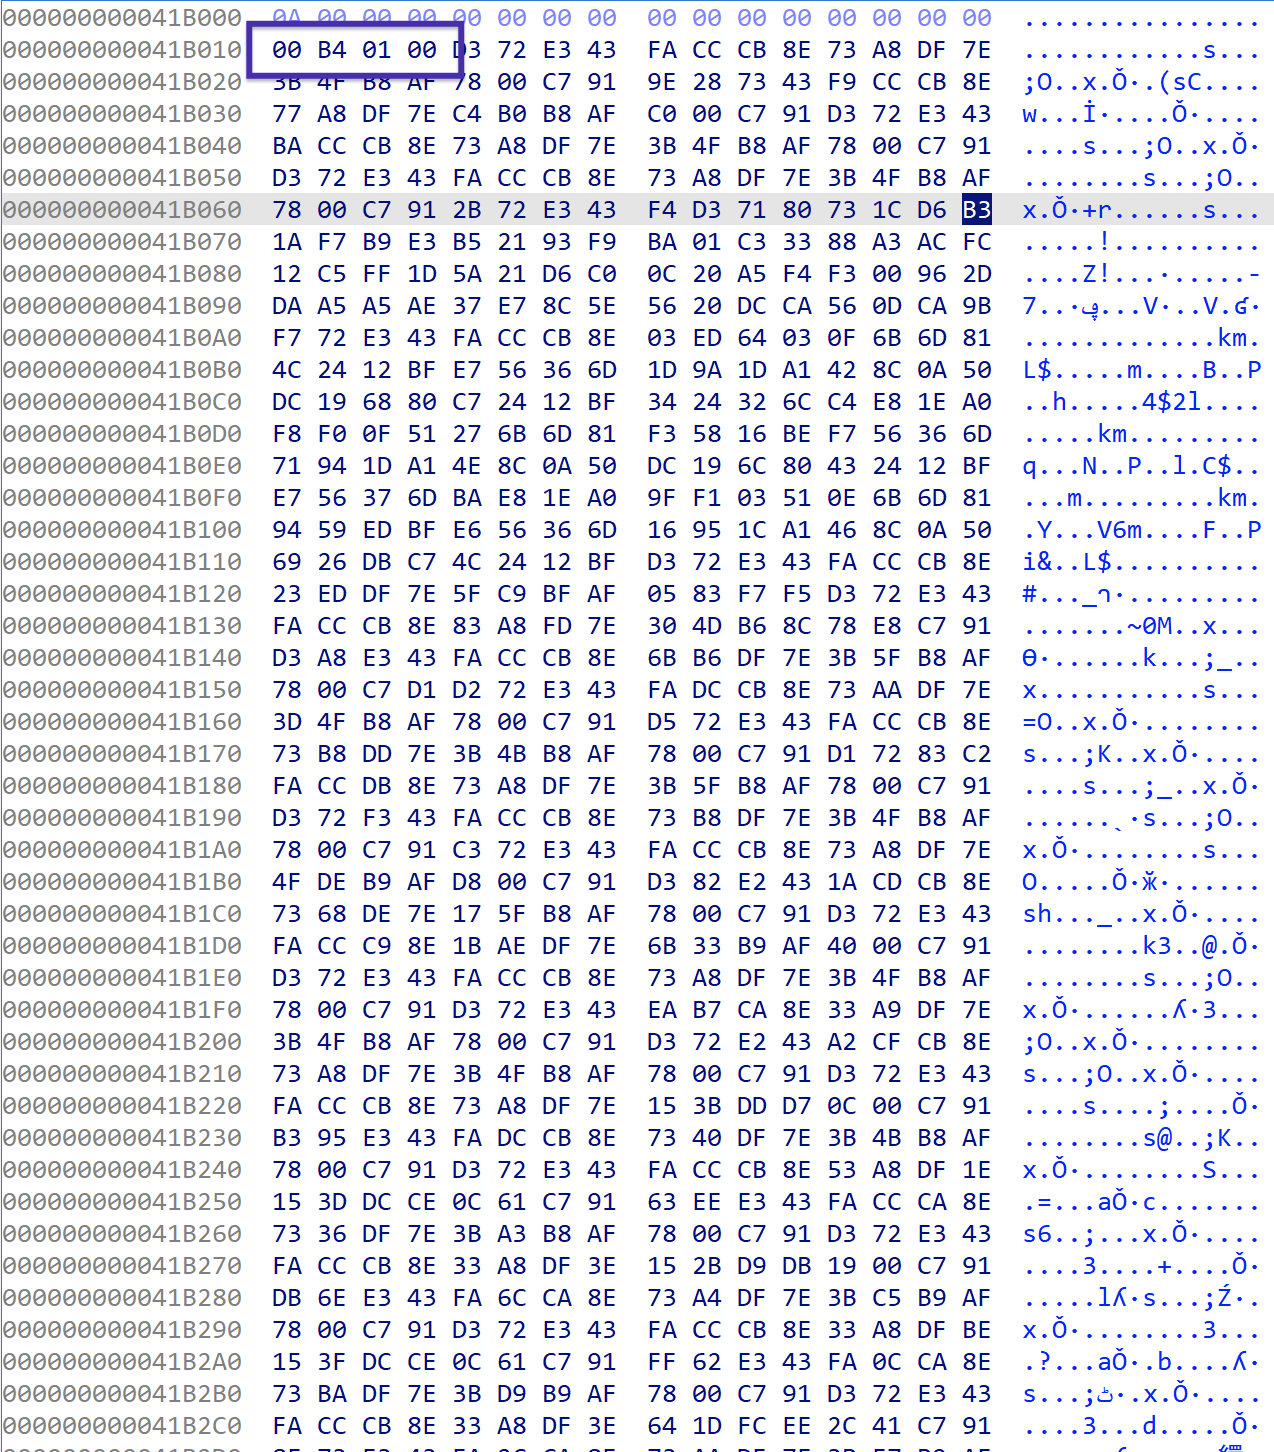 000000000041B000 0A 00 00 00 00 00 00 00 00 00 00 00 00 00 00 00 ................
000000000041B010 00 B4 01 00 D3 72 E3 43 FA CC CB 8E 73 A8 DF 7E ............s...
000000000041B020 3B 4F B8 AF 78 00 C7 91 9E 28 73 43 F9 CC CB 8E ;O..x.Ǒ·.(sC....
000000000041B030 77 A8 DF 7E C4 B0 B8 AF C0 00 C7 91 D3 72 E3 43
000000000041B040 BA CC CB 8E 73 A8 DF 7E 3B 4F B8 AF 78 00 C7 91 ....s...;O..x.Ǒ·
000000000041B050 D3 72 E3 43 FA CC CB 8E 73 A8 DF 7E 3B 4F B8 AF ........s...;O..
000000000041B060 78 00 C7 91 2B 72 E3 43 F4 D3 71 80 73 1C D6 B3 x.Ǒ·+r......s...
000000000041B070 1A F7 B9 E3 B5 21 93 F9 BA 01 C3 33 88 A3 AC FC .....!..........
000000000041B080 12 C5 FF 1D 5A 21 D6 C0 0C 20 A5 F4 F3 00 96 2D ....Z!...·.....-
000000000041B090 DA A5 A5 AE 37 E7 8C 5E 56 20 DC CA 56 0D CA 9B
000000000041B0A0 F7 72 E3 43 FA CC CB 8E 03 ED 64 03 0F 6B 6D 81 .............km.
000000000041B0B0 4C 24 12 BF E7 56 36 6D 1D 9A 1D A1 42 8C 0A 50 L$.....m....B..P
000000000041B0C0 DC 19 68 80 C7 24 12 BF 34 24 32 6C C4 E8 1E A0 ..h.....4$2l....
000000000041B0D0 F8 F0 0F 51 27 6B 6D 81 F3 58 16 BE F7 56 36 6D .....km.........
000000000041B0E0 71 94 1D A1 4E 8C 0A 50 DC 19 6C 80 43 24 12 BF q...N..P..l.C$..
000000000041B0F0 E7 56 37 6D BA E8 1E A0 9F F1 03 51 0E 6B 6D 81 ...m.........km.
000000000041B100 94 59 ED BF E6 56 36 6D 16 95 1C A1 46 8C 0A 50 .Y...V6m....F..P
000000000041B110 69 26 DB C7 4C 24 12 BF D3 72 E3 43 FA CC CB 8E i&..L$..........
000000000041B120 23 ED DF 7E 5F C9 BF AF 05 83 F7 F5 D3 72 E3 43
000000000041B130 FA CC CB 8E 83 A8 FD 7E 30 4D B6 8C 78 E8 C7 91 .......~0M..x...
000000000041B140 D3 A8 E3 43 FA CC CB 8E 6B B6 DF 7E 3B 5F B8 AF
000000000041B150 78 00 C7 D1 D2 72 E3 43 FA DC CB 8E 73 AA DF 7E x...........s...
000000000041B160 3D 4F B8 AF 78 00 C7 91 D5 72 E3 43 FA CC CB 8E =O..x.Ǒ·........
000000000041B170 73 B8 DD 7E 3B 4B B8 AF 78 00 C7 91 D1 72 83 C2 s...;K..x.Ǒ·....
000000000041B180 FA CC DB 8E 73 A8 DF 7E 3B 5F B8 AF 78 00 C7 91 ....s...;_..x.Ǒ·
000000000041B190 D3 72 F3 43 FA CC CB 8E 73 B8 DF 7E 3B 4F B8 AF
000000000041B1A0 78 00 C7 91 C3 72 E3 43 FA CC CB 8E 73 A8 DF 7E x.Ǒ·........s...
000000000041B1B0 4F DE B9 AF D8 00 C7 91 D3 82 E2 43 1A CD CB 8E
000000000041B1C0 73 68 DE 7E 17 5F B8 AF 78 00 C7 91 D3 72 E3 43 sh..._..x.Ǒ·....
000000000041B1D0 FA CC C9 8E 1B AE DF 7E 6B 33 B9 AF 40 00 C7 91 ........k3..@.Ǒ·
000000000041B1E0 D3 72 E3 43 FA CC CB 8E 73 A8 DF 7E 3B 4F B8 AF ........s...;O..
000000000041B1F0 78 00 C7 91 D3 72 E3 43 EA B7 CA 8E 33 A9 DF 7E
000000000041B200 3B 4F B8 AF 78 00 C7 91 D3 72 E2 43 A2 CF CB 8E ;O..x.Ǒ·........
000000000041B210 73 A8 DF 7E 3B 4F B8 AF 78 00 C7 91 D3 72 E3 43 s...;O..x.Ǒ·....
000000000041B220 FA CC CB 8E 73 A8 DF 7E 15 3B DD D7 0C 00 C7 91 ....s....;....Ǒ·
000000000041B230 B3 95 E3 43 FA DC CB 8E 73 40 DF 7E 3B 4B B8 AF ........s@..;K..
000000000041B240 78 00 C7 91 D3 72 E3 43 FA CC CB 8E 53 A8 DF 1E x.Ǒ·........S...
000000000041B250 15 3D DC CE 0C 61 C7 91 63 EE E3 43 FA CC CA 8E .=...aǑ·c.......
000000000041B260 73 36 DF 7E 3B A3 B8 AF 78 00 C7 91 D3 72 E3 43 s6..;...x.Ǒ·....
000000000041B270 FA CC CB 8E 33 A8 DF 3E 15 2B D9 DB 19 00 C7 91 ....3....+....Ǒ·
000000000041B280 DB 6E E3 43 FA 6C CA 8E 73 A4 DF 7E 3B C5 B9 AF
000000000041B290 78 00 C7 91 D3 72 E3 43 FA CC CB 8E 33 A8 DF BE x.Ǒ·........3...
000000000041B2A0 15 3F DC CE 0C 61 C7 91 FF 62 E3 43 FA 0C CA 8E
000000000041B2B0 73 BA DF 7E 3B D9 B9 AF 78 00 C7 91 D3 72 E3 43
000000000041B2C0 FA CC CB 8E 33 A8 DF 3E 64 1D FC EE 2C 41 C7 91